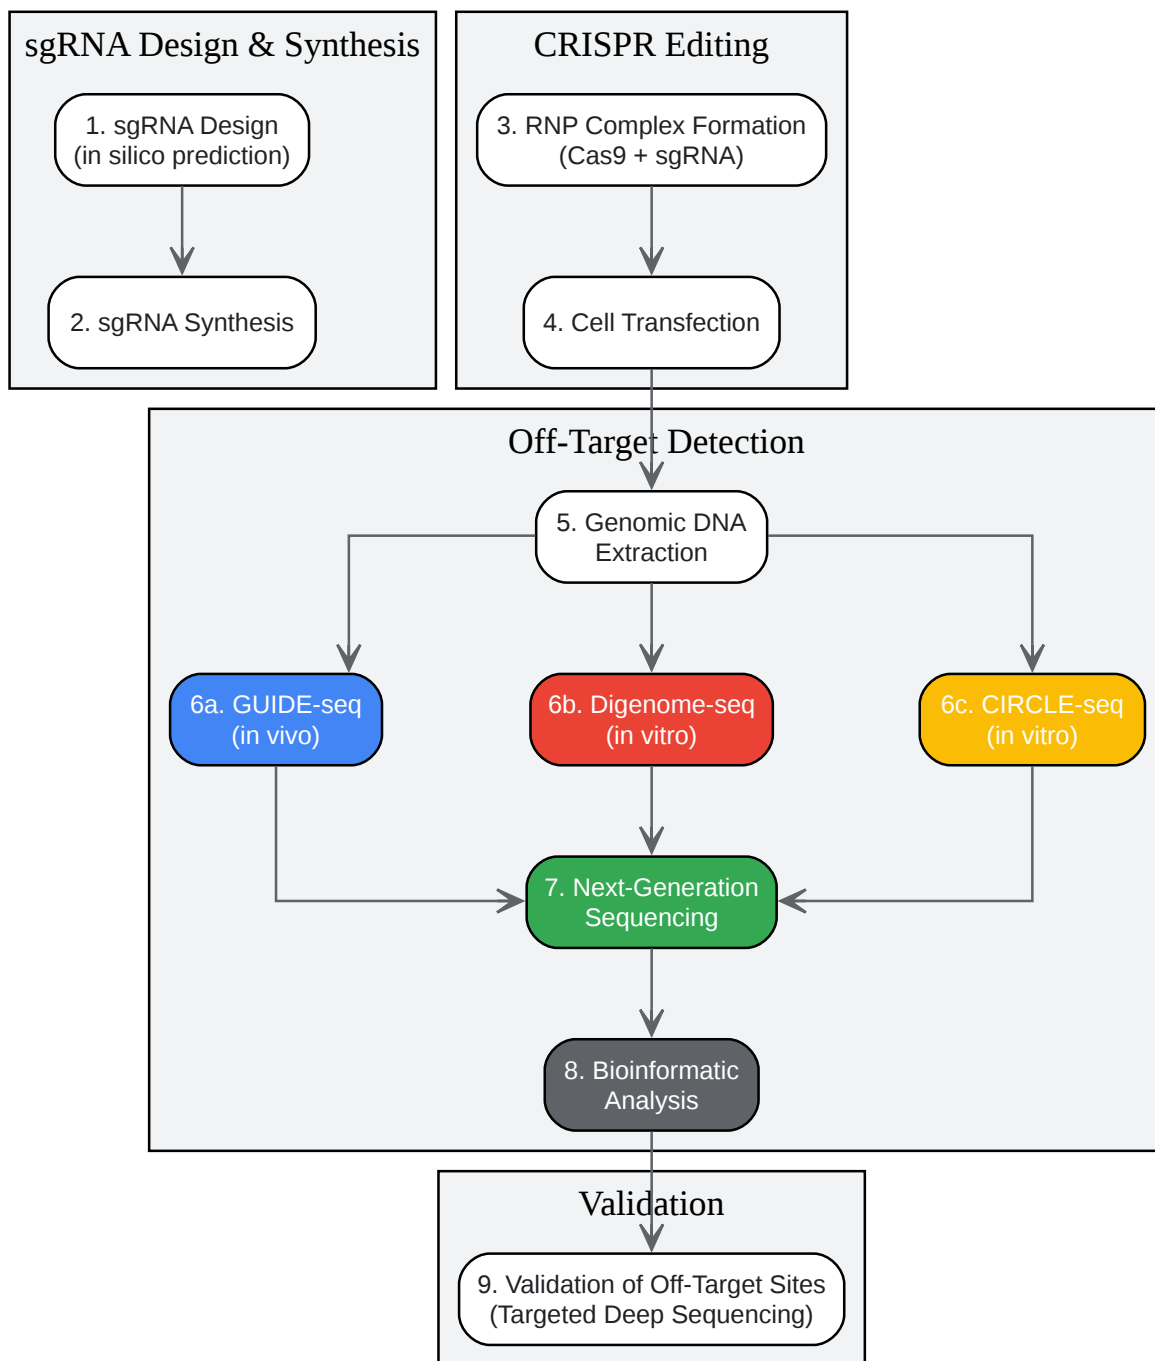 sgRNA Design & Synthesis
1. sgRNA Design
(in silico prediction)
2. sgRNA Synthesis
CRISPR Editing
3. RNP Complex Formation
(Cas9 + sgRNA)
4. Cell Transfection
Off-Target Detection
5. Genomic DNA
Extraction
6a. GUIDE-seq
(in vivo)
6b. Digenome-seq
(in vitro)
6c. CIRCLE-seq
(in vitro)
7. Next-Generation
Sequencing
8. Bioinformatic
Analysis
Validation
9. Validation of Off-Target Sites
(Targeted Deep Sequencing)